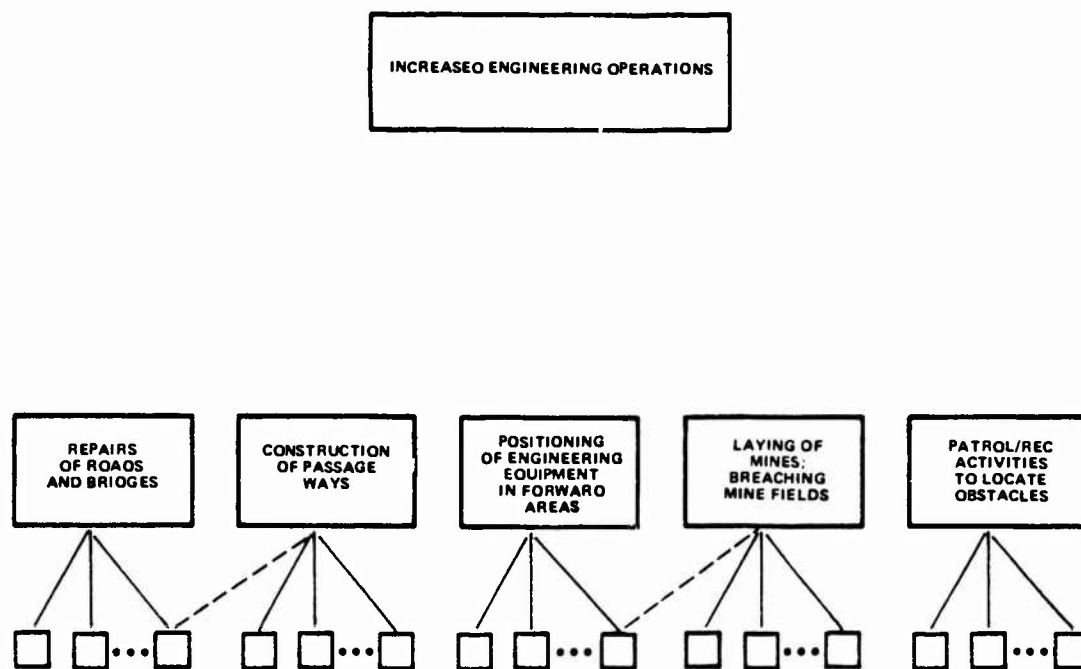 INCREASEO ENGINEERING OPERATIONS
REPAIRS
OF ROAOS
AND BRIOGES
CONSTRUCTION
OF PASSAGE
WAYS
POSITIONING
OF ENGINEERING
EQUIPMENT
IN FORWARO
AREAS
LAYING OF
MINES;
BREACHING
MINE FIELDS
PATROL/REC
ACTIVITIES
TO LOCATE
OBSTACLES